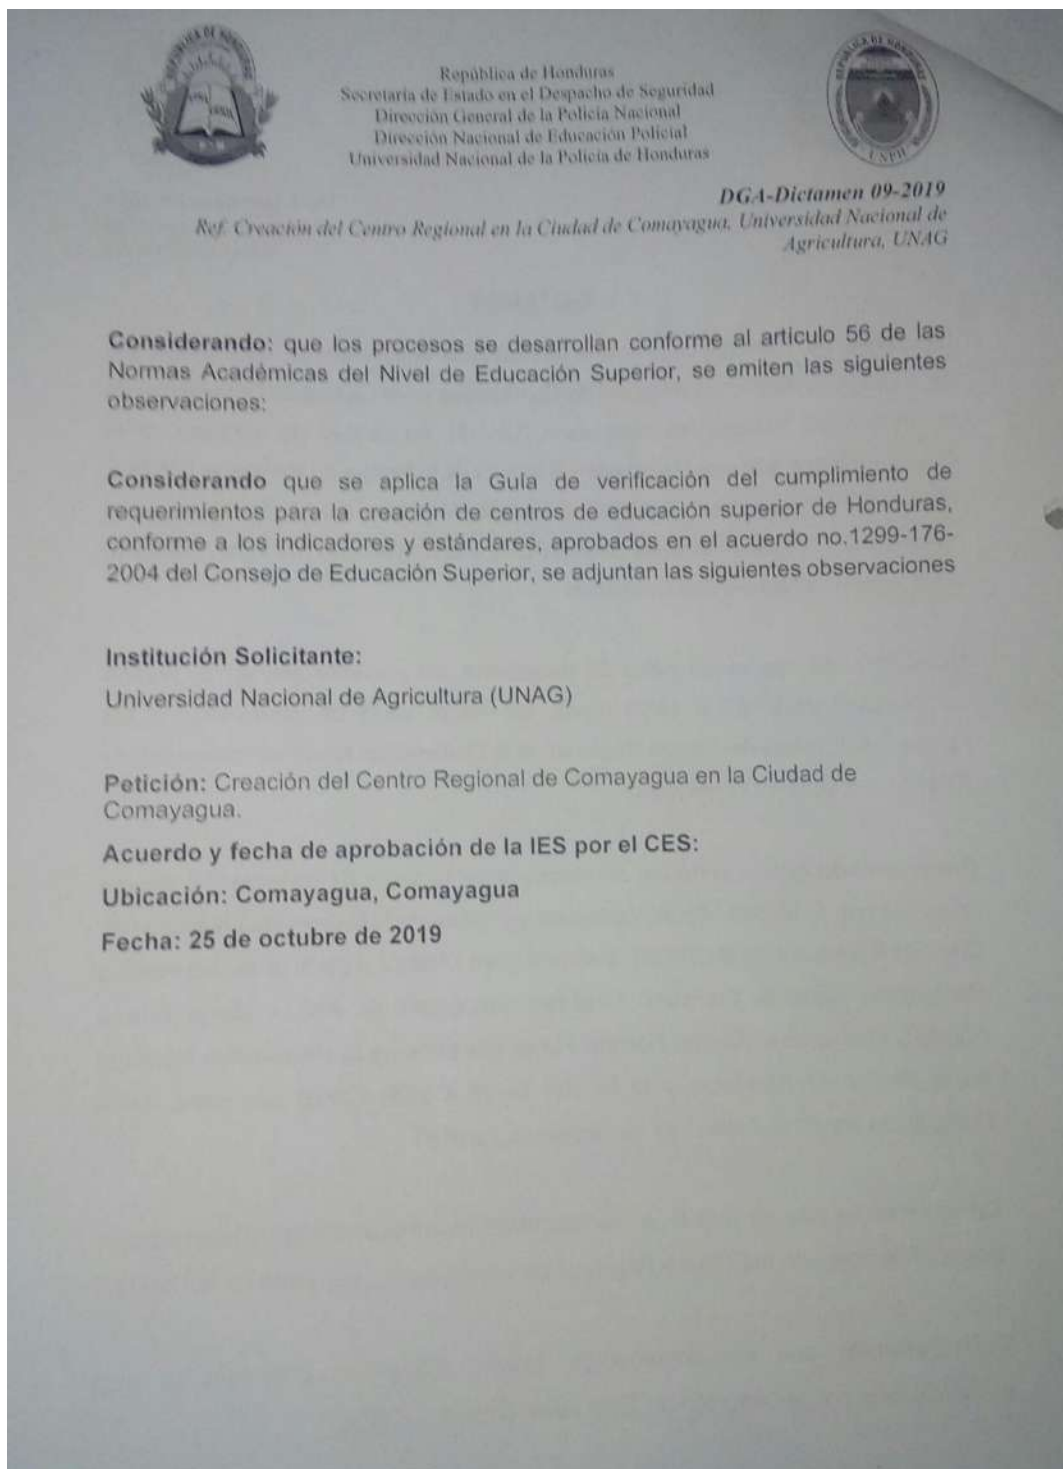 República de Honduras
Secretaría de Estado en el Despacho de Seguridad
Dirección General de la Policía Nacional
Dirección Nacional de Educación Policial
Universidad Nacional de la Policía de Honduras
DGA-Dictamen 09-2019
Ref. Creación del Centro Regional en la Ciudad de Comayagua, Universidad Nacional de
Agricultura, UNAG
Considerando: que los procesos se desarrollan conforme al articulo 56 de las
Normas Académicas del Nivel de Educación Superior, se emiten las siguientes
observaciones:
Considerando que se aplica la Guía de verificación del cumplimiento de
requerimientos para la creación de centros de educación superior de Honduras,
conforme a los indicadores y estándares, aprobados en el acuerdo no.1299-176-
2004 del Consejo de Educación Superior, se adjuntan las siguientes observaciones
Institución Solicitante:
Universidad Nacional de Agricultura (UNAG)
Petición: Creación del Centro Regional de Comayagua en la Ciudad de
Comayagua.
Acuerdo y fecha de aprobación de la IES por el CES:
Ubicación: Comayagua, Comayagua
Fecha: 25 de octubre de 2019